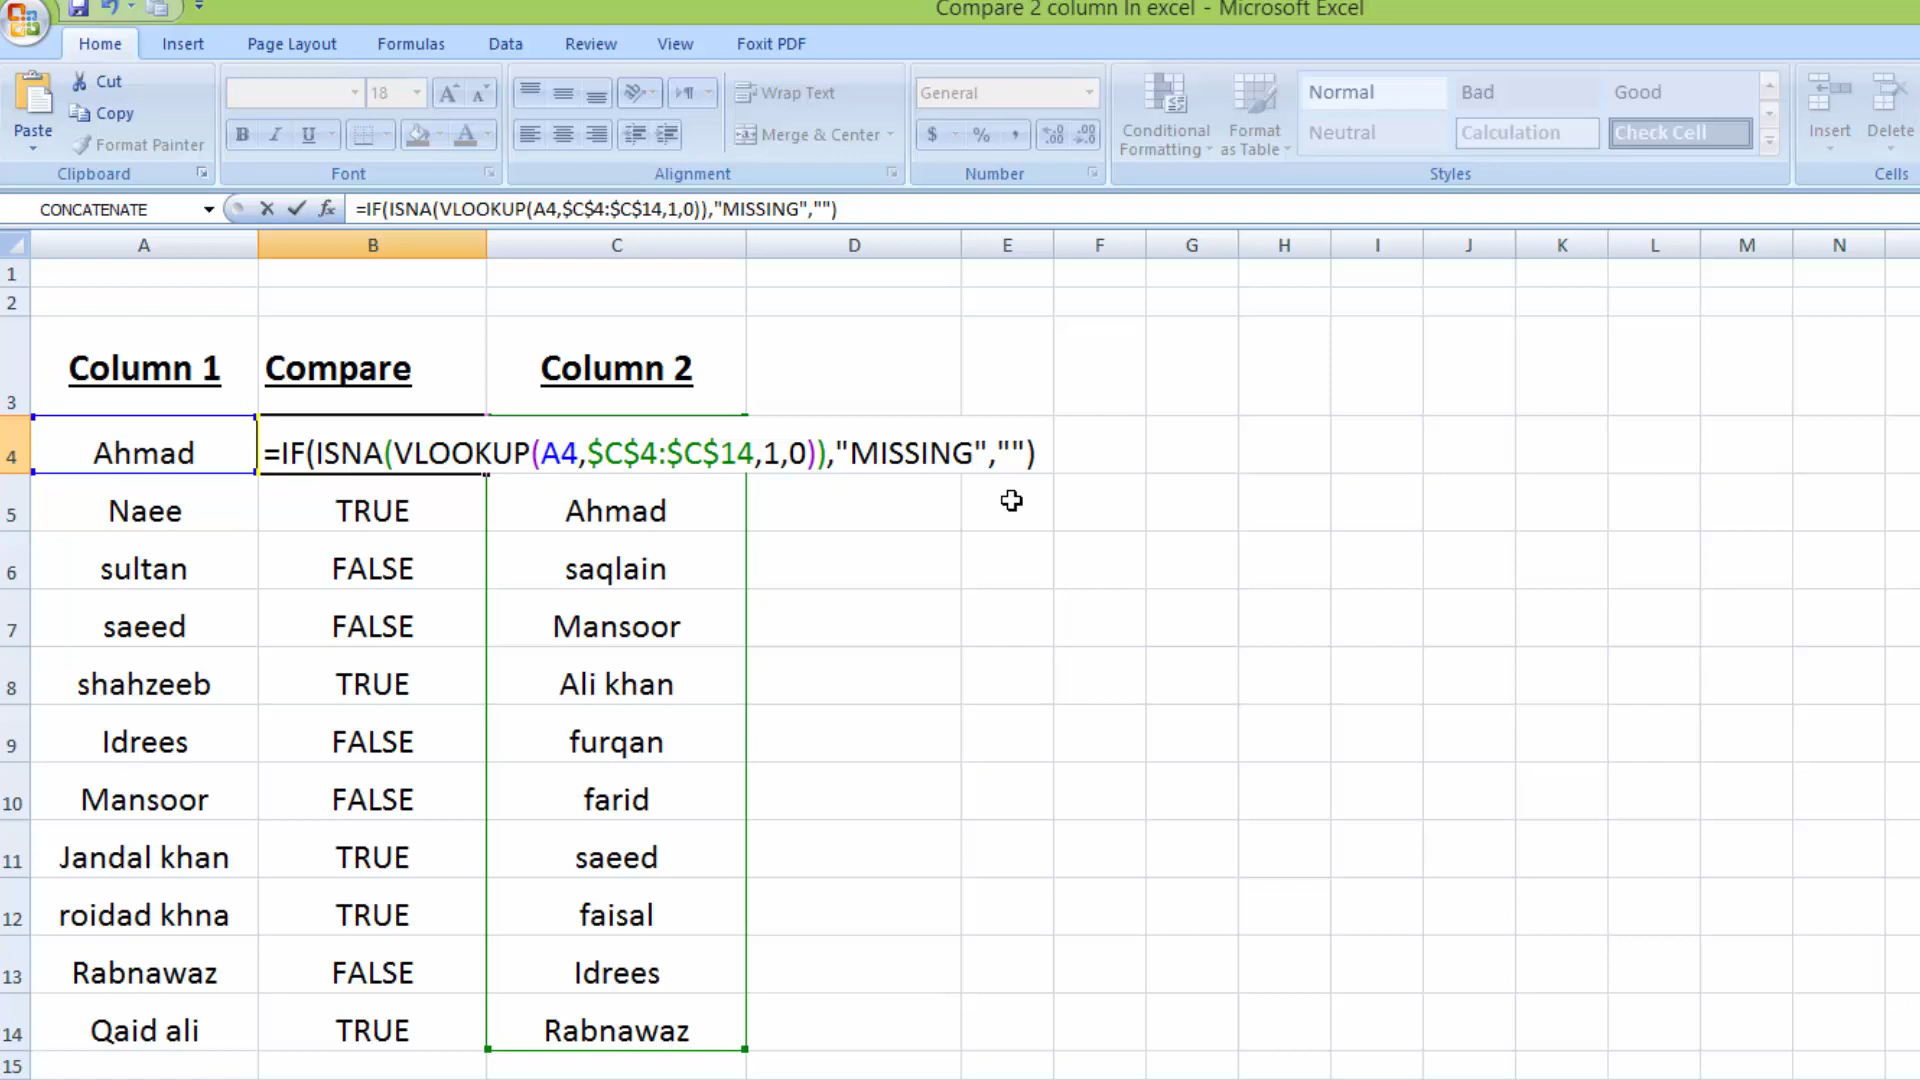 Compare 2 column In excel - Microsoft Excel
Home Insert Page Layout Formulas Data Review View Foxit PDF
Paste
Cut
Copy
Format Painter
Clipboard
18 A A
B I U A
Font
Wrap Text
Merge & Center
Alignment
General
$ % ,
Number
Conditional Formatting
Format as Table
Normal Bad Good
Neutral Calculation Check Cell
Styles
Insert Delete
Cells
CONCATENATE fx =IF(ISNA(VLOOKUP(A4,$C$4:$C$14,1,0)),"MISSING","")
A B C D E F G H I J K L M N
1
2
3 Column 1 Compare Column 2
4 Ahmad =IF(ISNA(VLOOKUP(A4,$C$4:$C$14,1,0)),"MISSING","")
5 Naee TRUE Ahmad
6 sultan FALSE saqlain
7 saeed FALSE Mansoor
8 shahzeeb TRUE Ali khan
9 Idrees FALSE furqan
10 Mansoor FALSE farid
11 Jandal khan TRUE saeed
12 roidad khna TRUE faisal
13 Rabnawaz FALSE Idrees
14 Qaid ali TRUE Rabnawaz
15